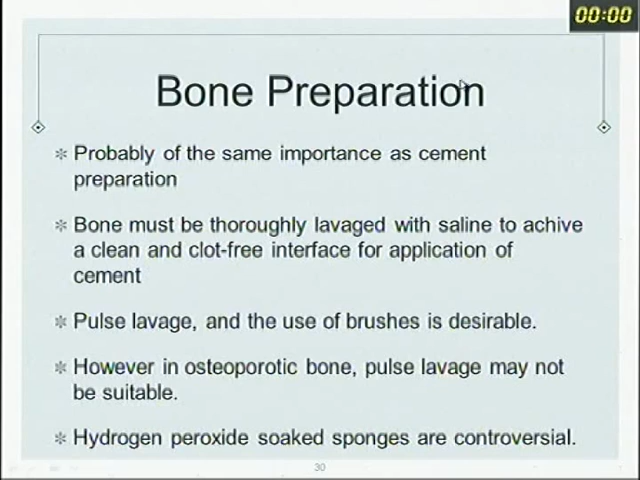 00:00
Bone Preparation
Probably of the same importance as cement
preparation
Bone must be thoroughly lavaged with saline to achive
a clean and clot-free interface for application of
cement
Pulse lavage, and the use of brushes is desirable.
However in osteoporotic bone, pulse lavage may not
be suitable.
Hydrogen peroxide soaked sponges are controversial.
30